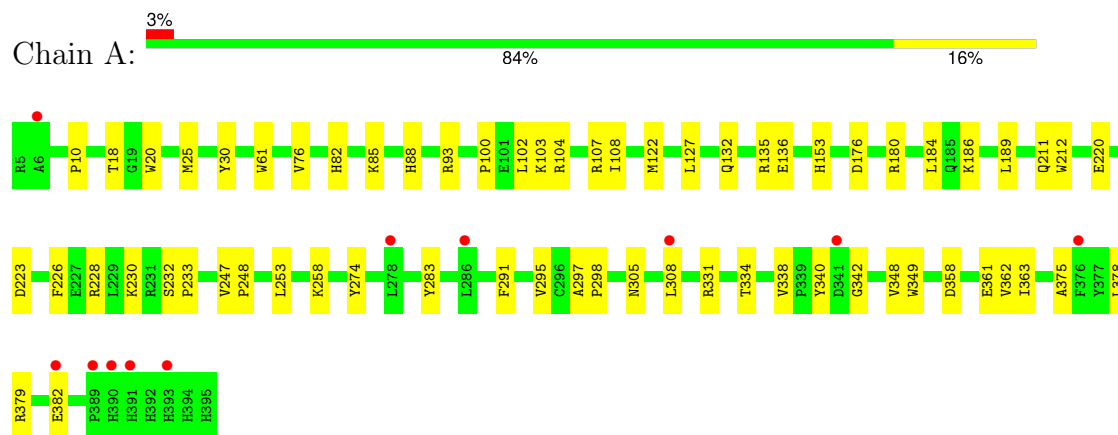 3%
Chain A:
84% 16%
R5 A6 P10 T18 G19 W20 M25 Y30 W61 V76 H82 K85 H88 R93 P100 E101 L102 K103 R104 R107 I108 M122 L127 Q132 R135 E136 H153 D176 R180 L184 Q185 K186 L189 Q211 W212 E220
D223 F226 E227 R228 L229 K230 R231 S232 P233 V247 P248 L253 K258 Y274 L278 Y283 L286 F291 V295 C296 A297 P298 N305 L308 R331 T334 V338 P339 Y340 D341 G342 V348 W349 D358 E361 V362 I363 A375 F376 Y377
R379 E382 P389 H390 H391 H392 H393 H394 H395